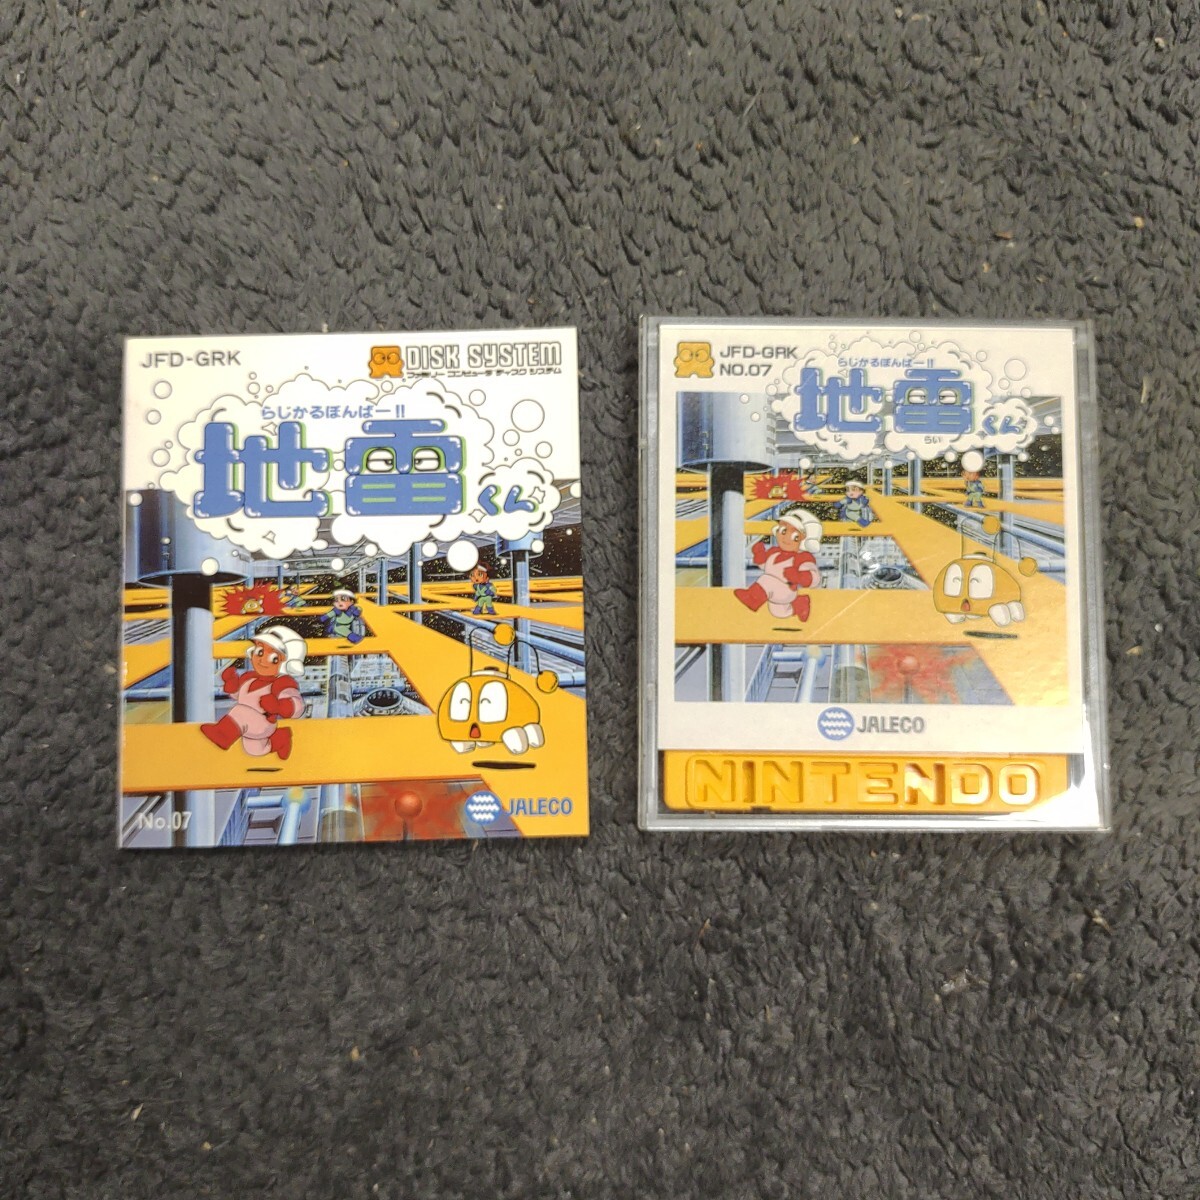 JFD-GRK
DISK SYSTEM
ファミリー コンピュータ ディスク システム
らじかるぼんばー!!
地雷くん
No.07
JALECO
JFD-GRK
NO.07
らじかるぼんばー!!
地雷くん
じ らい
JALECO
NINTENDO